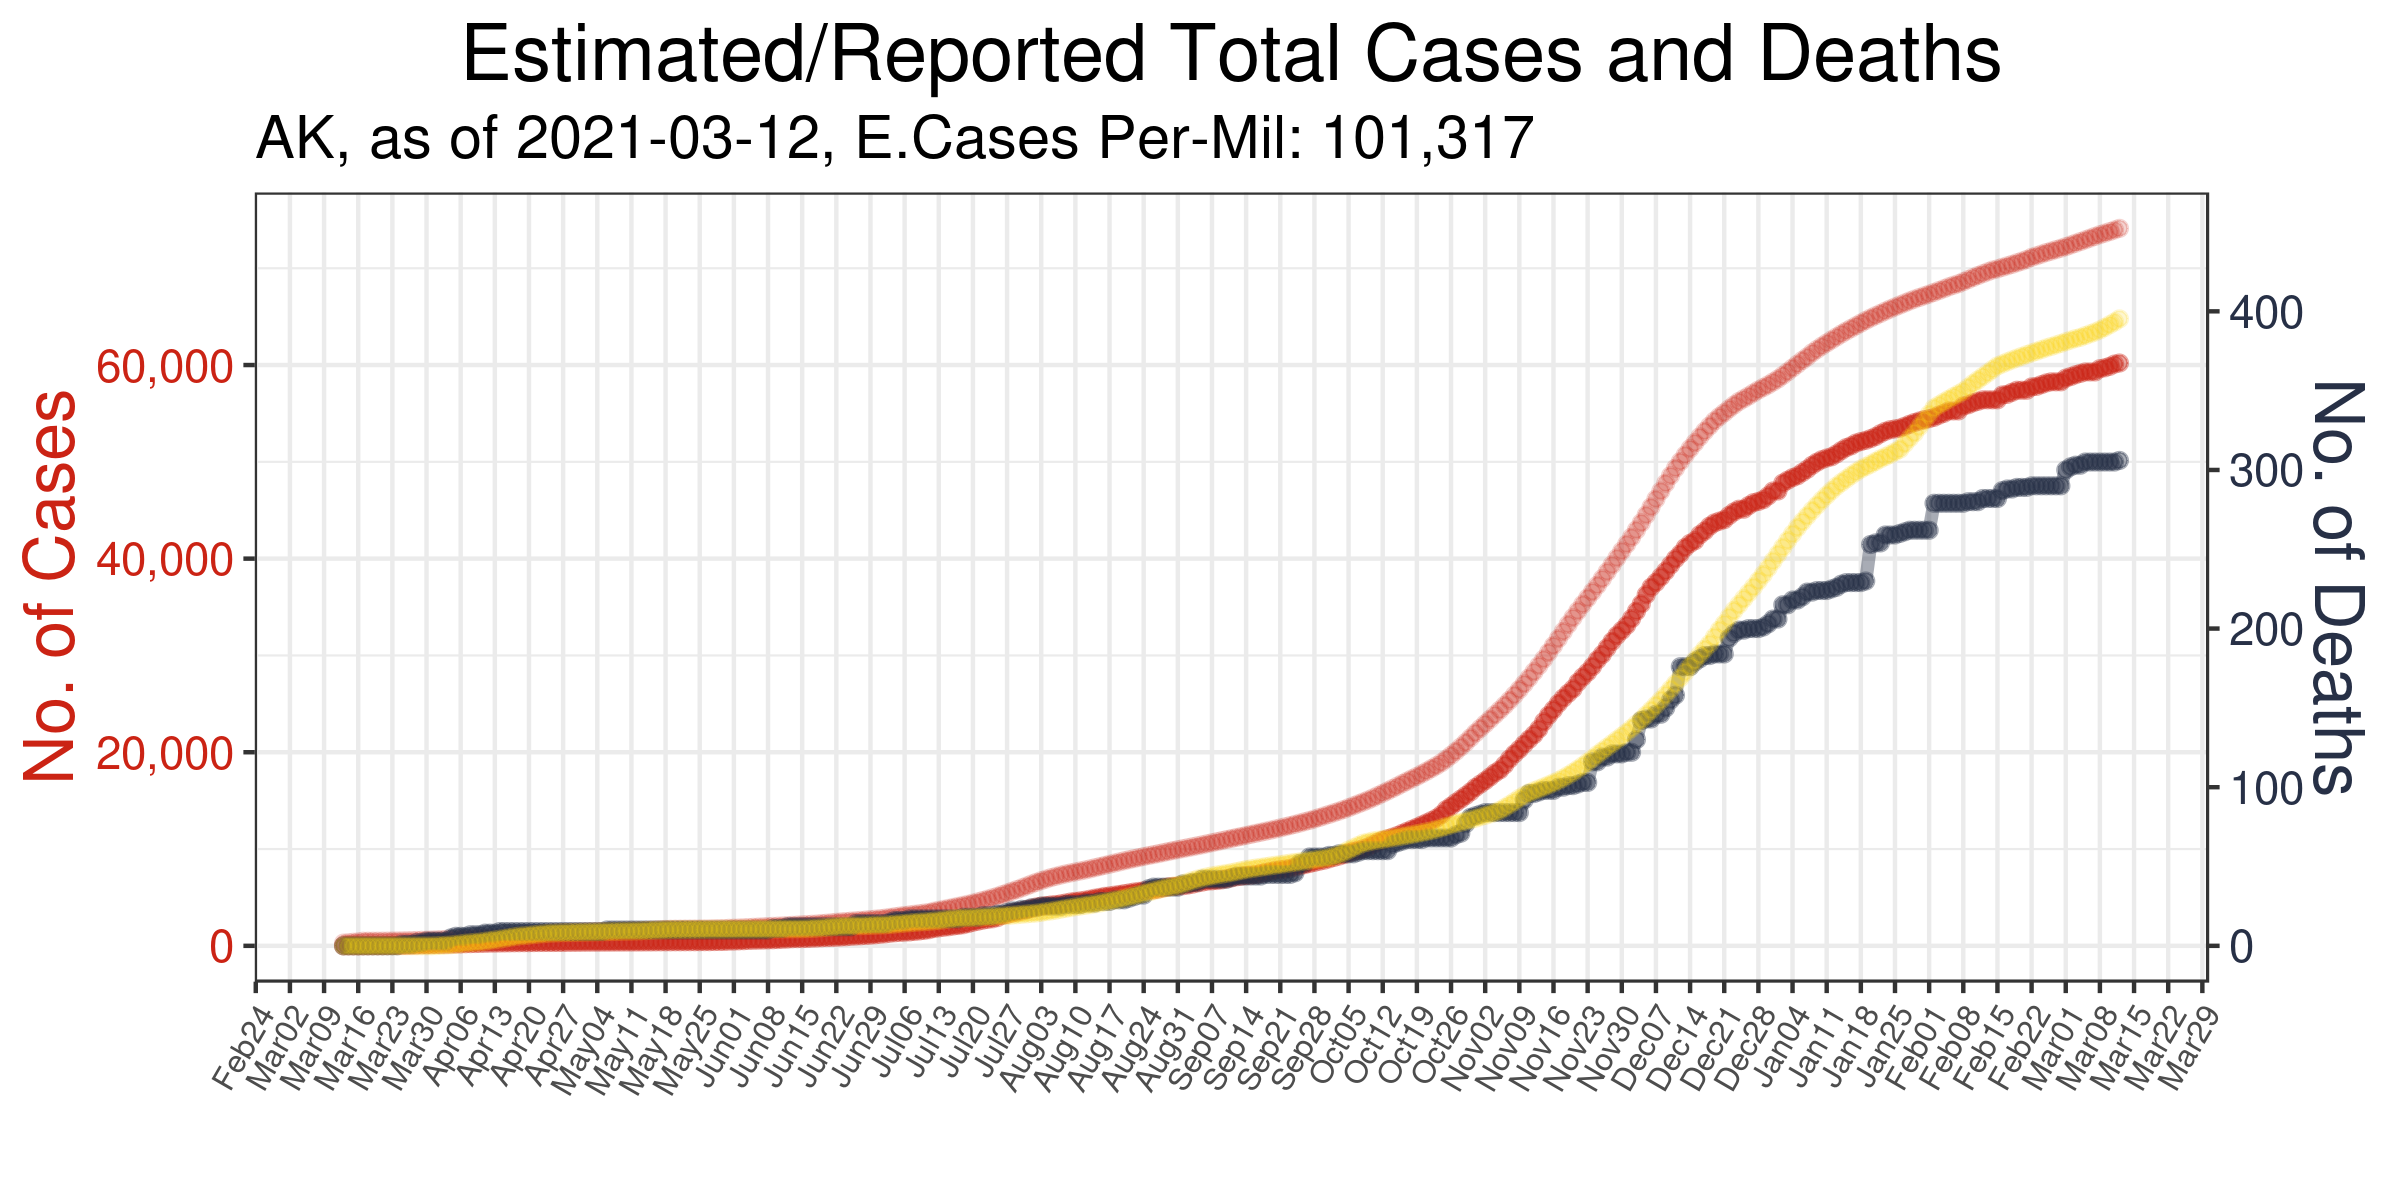 Estimated/Reported Total Cases and Deaths
AK, as of 2021-03-12, E.Cases Per-Mil: 101,317
No. of Cases
60,000
40,000
20,000
0
400
300
200
100
0
No. of Deaths
Feb24
Mar02
Mar09
Mar16
Mar23
Mar30
Apr06
Apr13
Apr20
Apr27
May04
May11
May18
May25
Jun01
Jun08
Jun15
Jun22
Jun29
Jul06
Jul13
Jul20
Jul27
Aug03
Aug10
Aug17
Aug24
Aug31
Sep07
Sep14
Sep21
Sep28
Oct05
Oct12
Oct19
Oct26
Nov02
Nov09
Nov16
Nov23
Nov30
Dec07
Dec14
Dec21
Dec28
Jan04
Jan11
Jan18
Jan25
Feb01
Feb08
Feb15
Feb22
Mar01
Mar08
Mar15
Mar22
Mar29